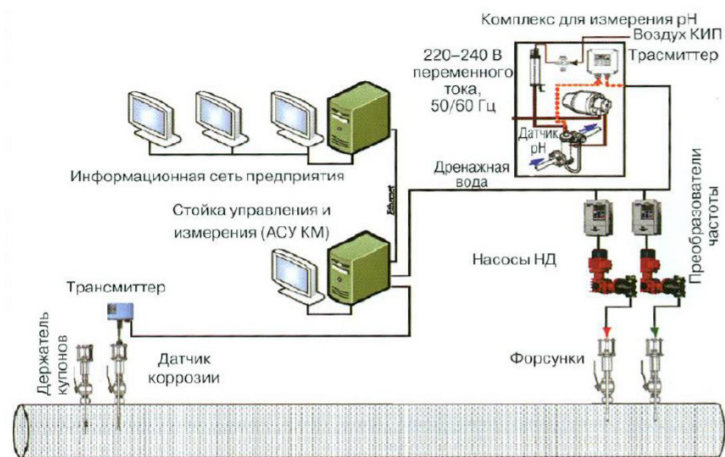 Комплекс для измерения pH
Воздух КИП
220–240 В
переменного
тока,
50/60 Гц
Трасмиттер
Датчик
pH
Дренажная
вода
Информационная сеть предприятия
Ethernet
Стойка управления и
измерения (АСУ КМ)
Преобразователи
частоты
Насосы НД
Трансмиттер
Держатель
купонов
Датчик
коррозии
Форсунки